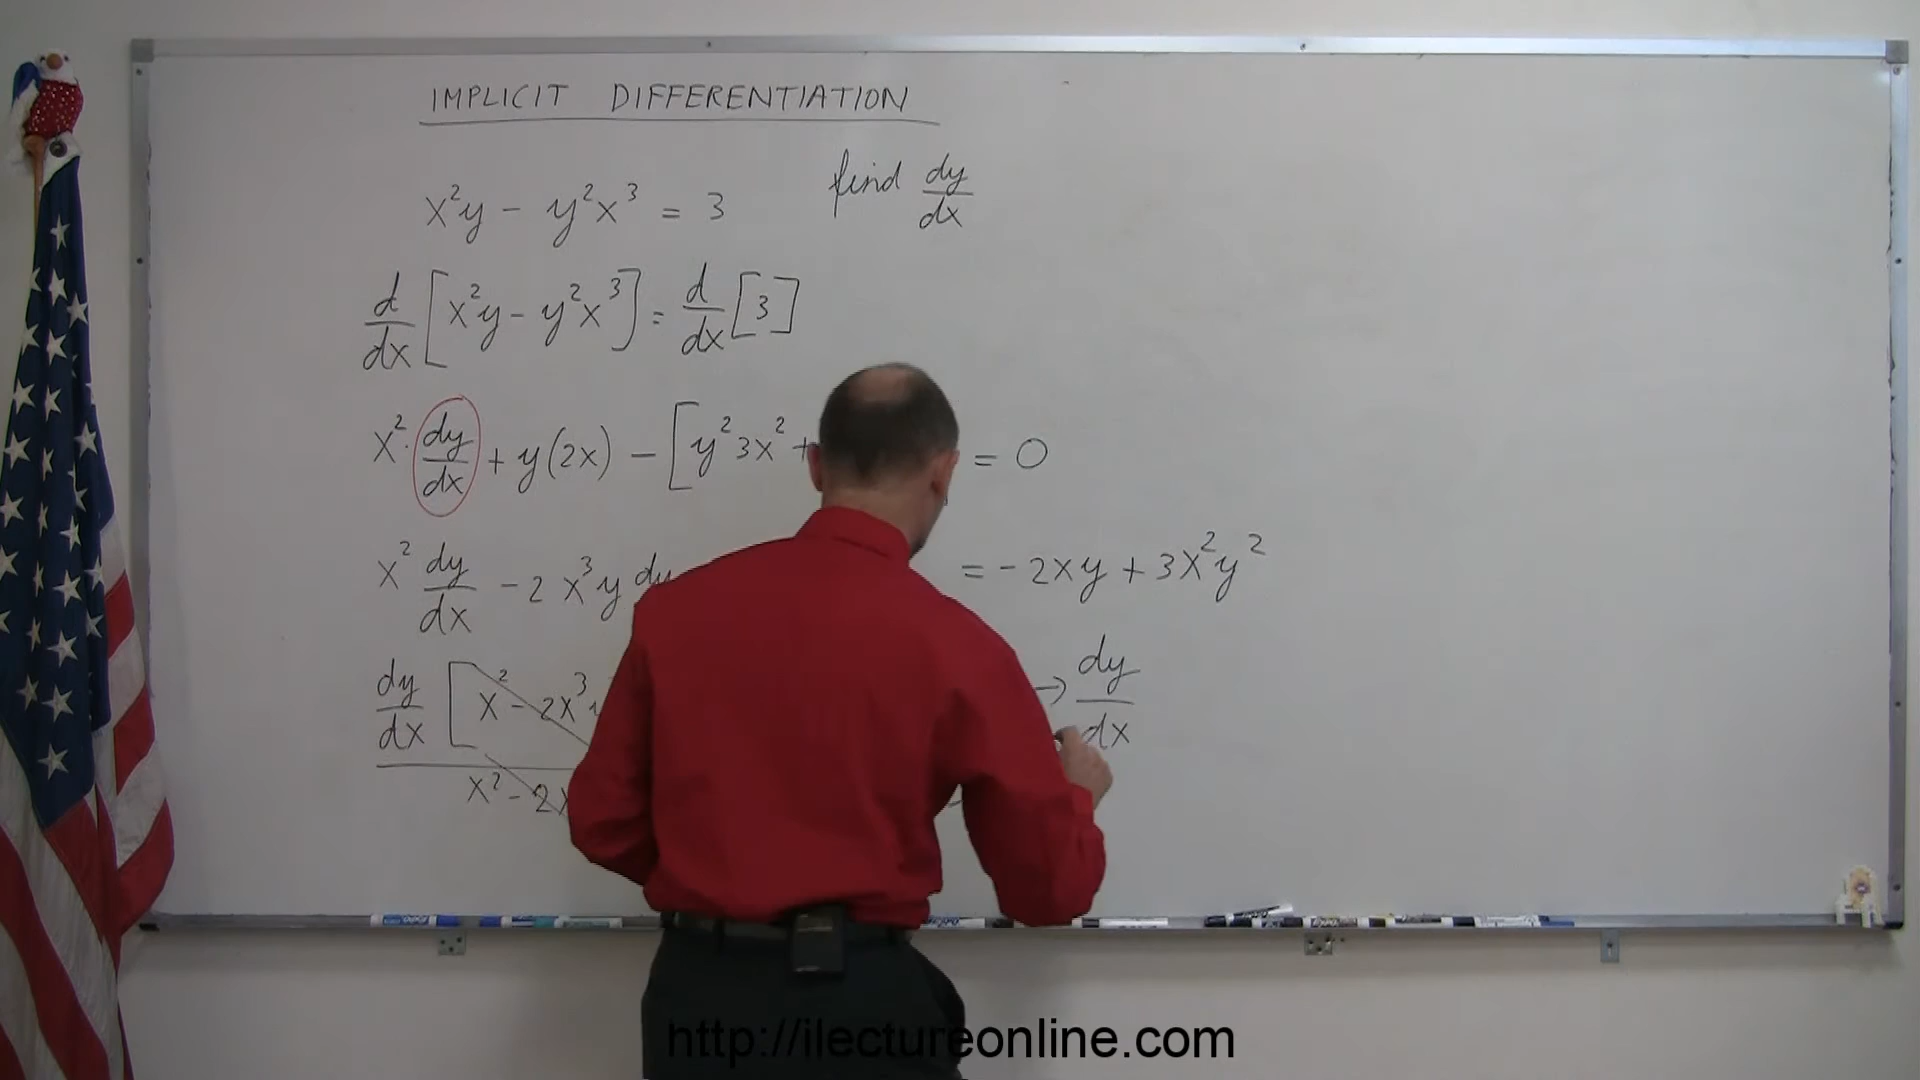 IMPLICIT DIFFERENTIATION
x²y - y²x³ = 3 find dy/dx
d/dx [x²y - y²x³] = d/dx [3]
x² · dy/dx + y(2x) - [y² 3x² + = 0
x² dy/dx - 2 x³y dy = -2xy + 3x²y²
dy/dx [x² - 2x³ → dy/dx
x² - 2x
http://ilectureonline.com